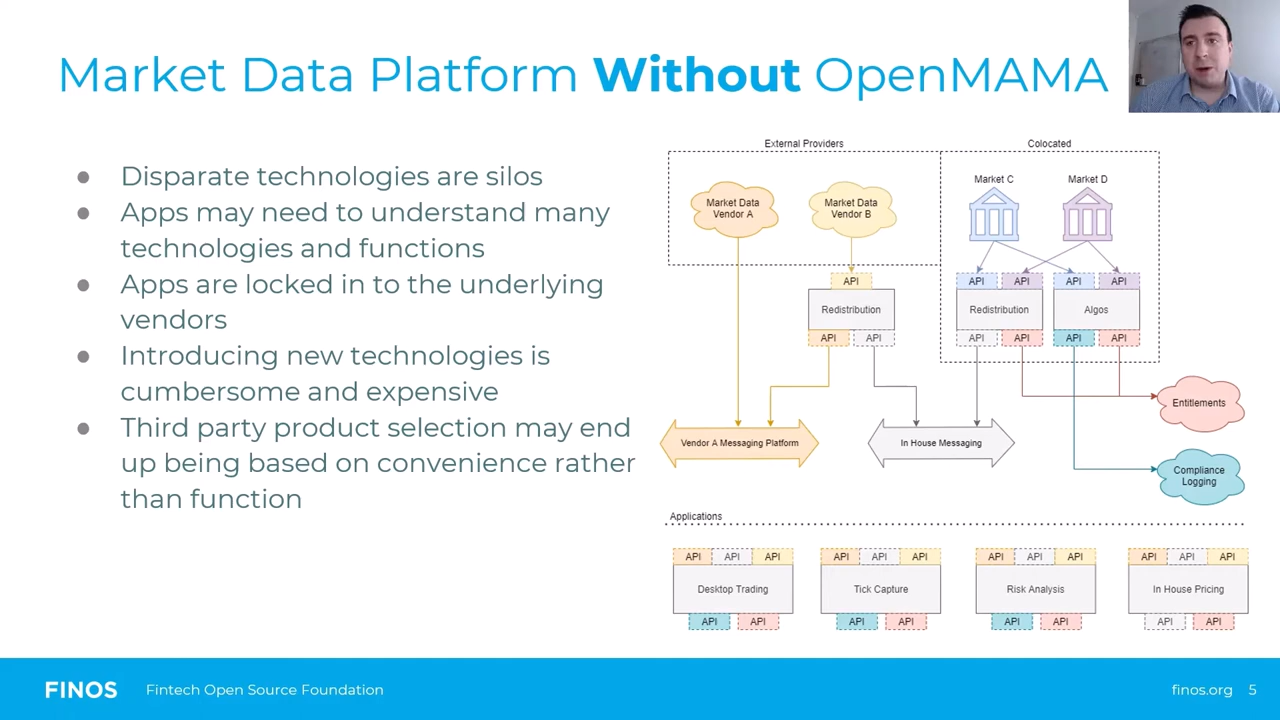 Market Data Platform Without OpenMAMA
● Disparate technologies are silos
● Apps may need to understand many
technologies and functions
● Apps are locked in to the underlying
vendors
● Introducing new technologies is
cumbersome and expensive
● Third party product selection may end
up being based on convenience rather
than function
External Providers
Colocated
Market Data
Vendor A
Market Data
Vendor B
Market C
Market D
API
API
API
API
API
Redistribution
Redistribution
Algos
API
API
API
API
API
API
Vendor A Messaging Platform
In House Messaging
Entitlements
Compliance
Logging
Applications
API
API
API
Desktop Trading
API
API
API
API
API
Tick Capture
API
API
API
API
API
Risk Analysis
API
API
API
API
API
In House Pricing
API
API
FINOS
Fintech Open Source Foundation
finos.org
5